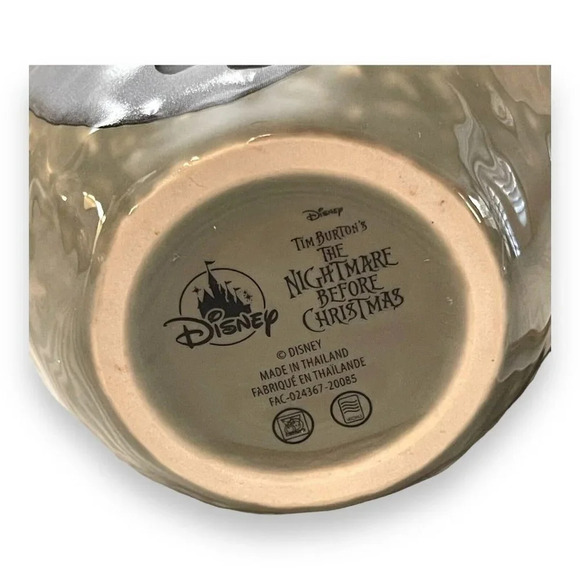 Disney
TIM BURTON'S
THE
NIGHTMARE
BEFORE
CHRISTMAS
Disney
© DISNEY
MADE IN THAILAND
FABRIQUÉ EN THAÏLANDE
FAC-024367-20085